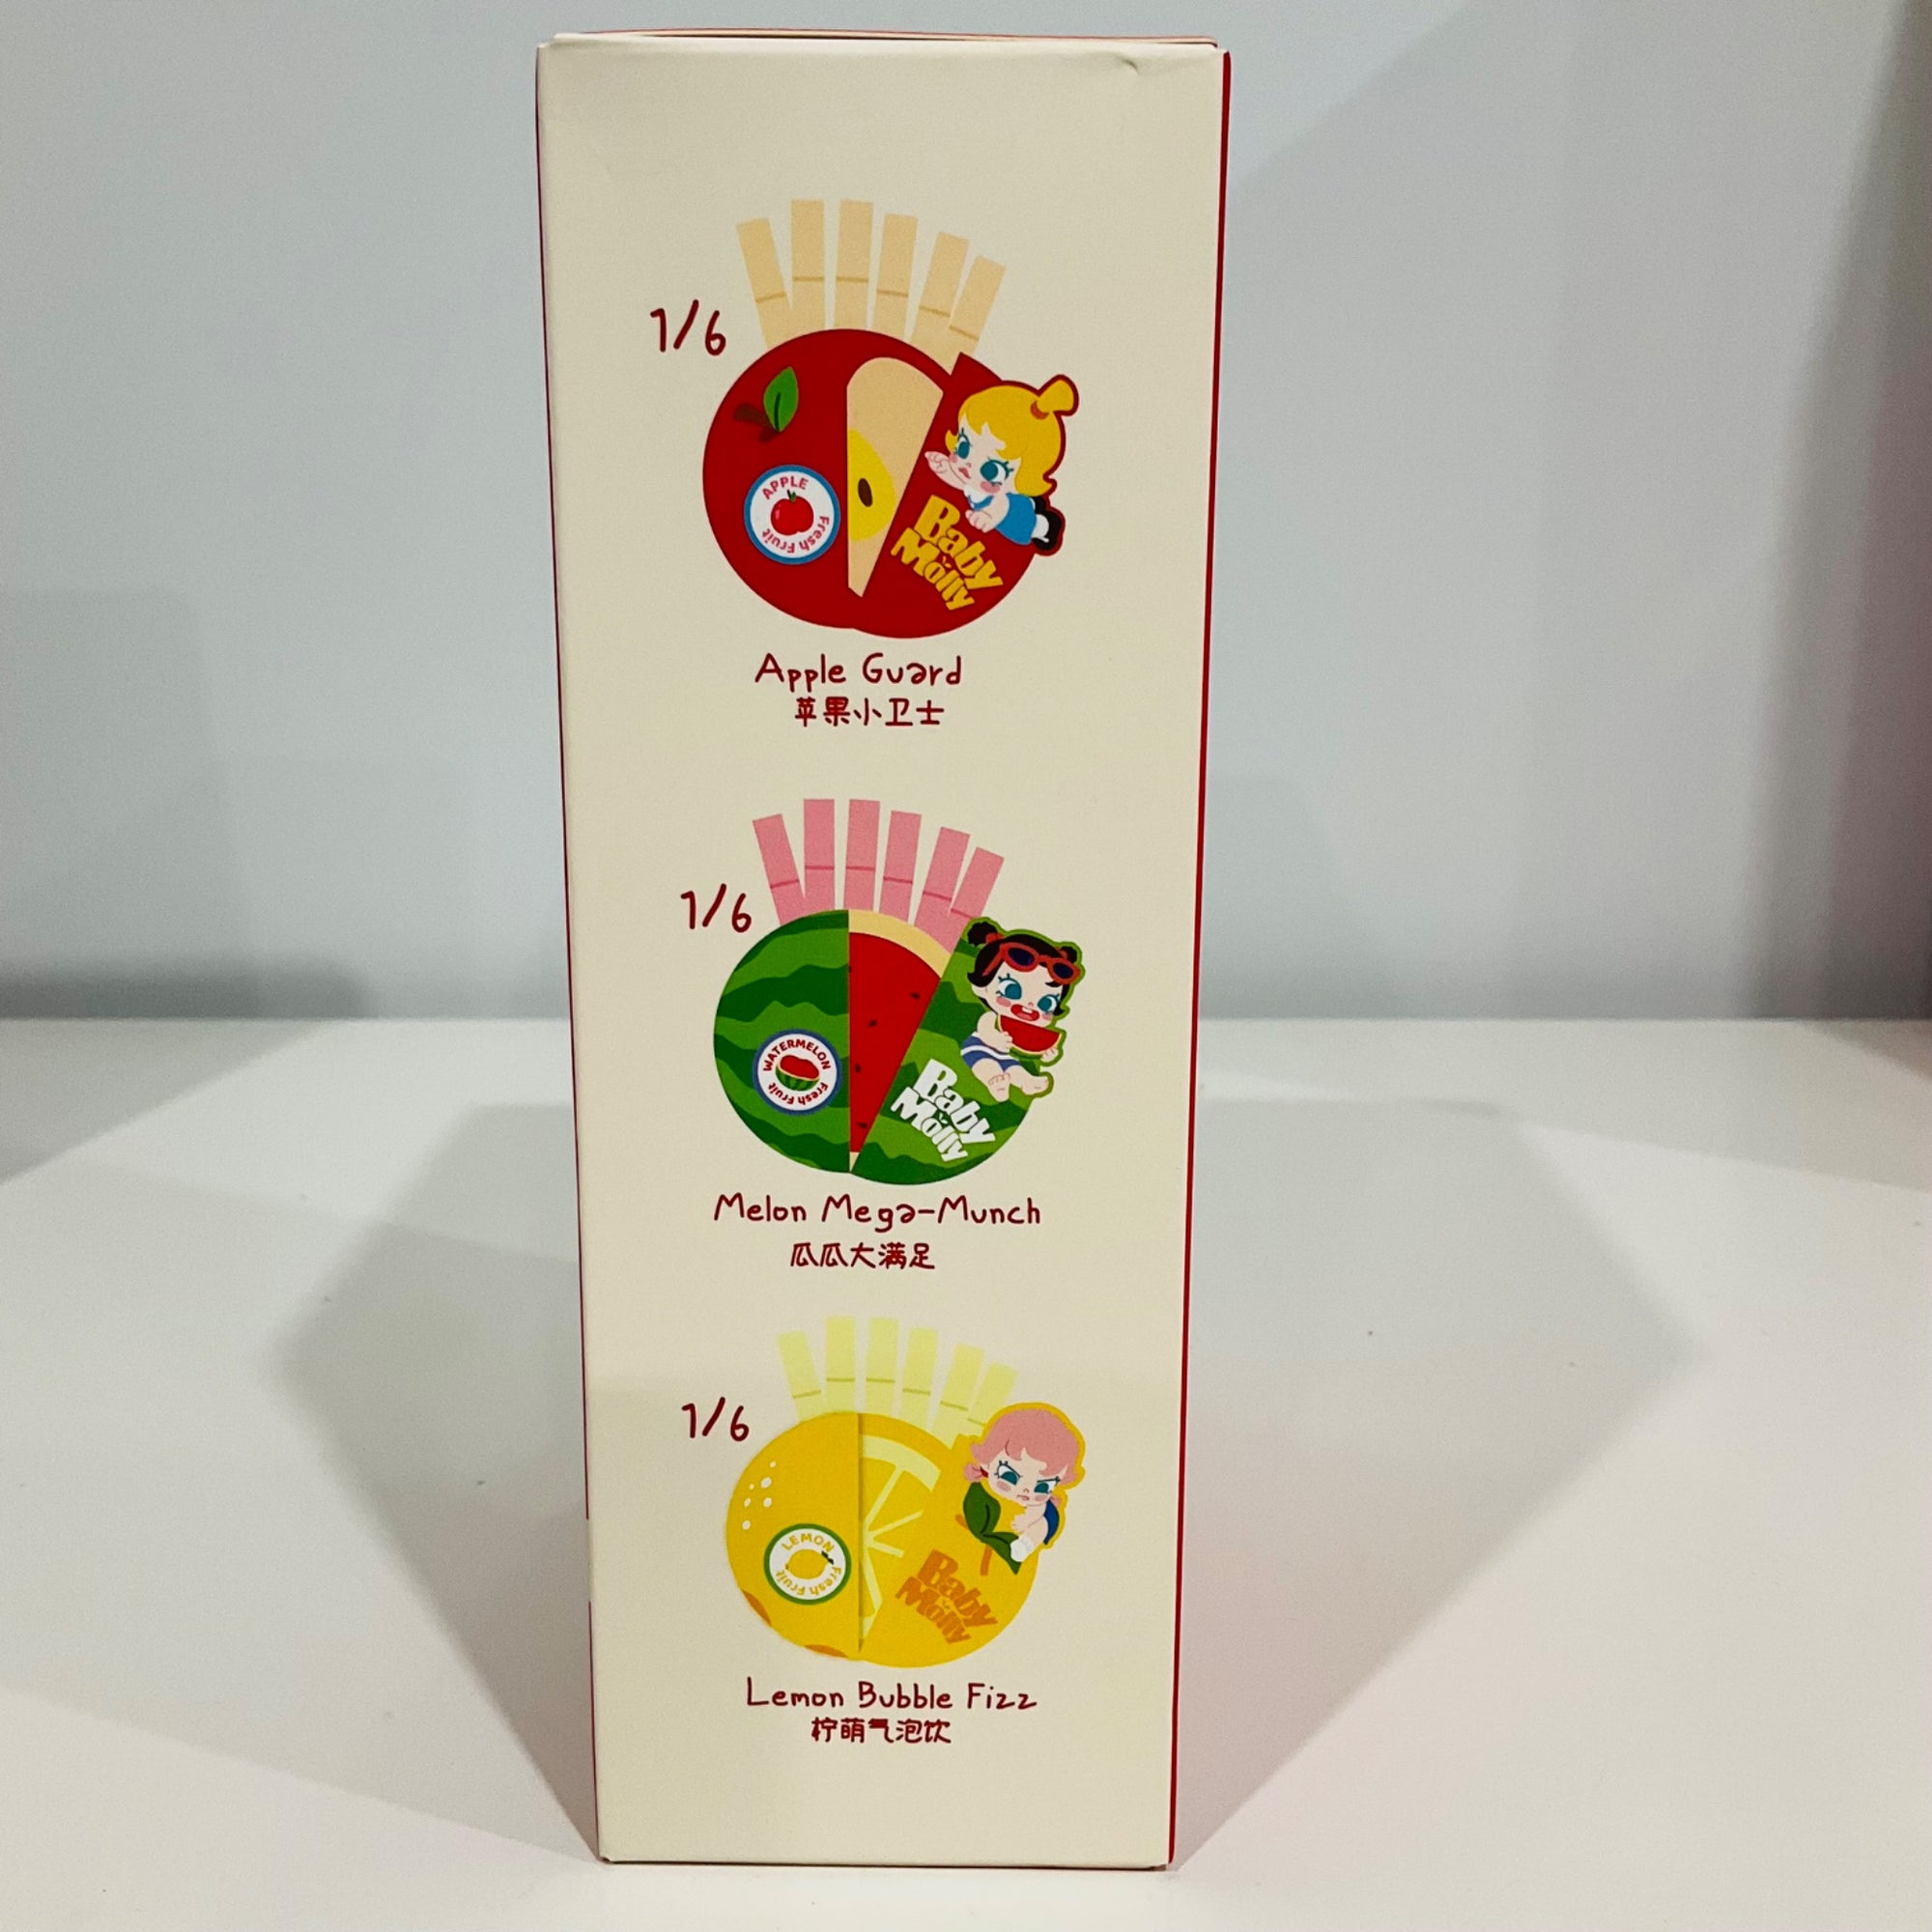 1/6
APPLE
Fresh Fruit
Baby
Molly
Apple Guard
苹果小卫士
1/6
WATERMELON
Fresh Fruit
Baby
Molly
Melon Mega-Munch
瓜瓜大满足
1/6
LEMON
Fresh Fruit
Baby
Molly
Lemon Bubble Fizz
柠萌气泡饮